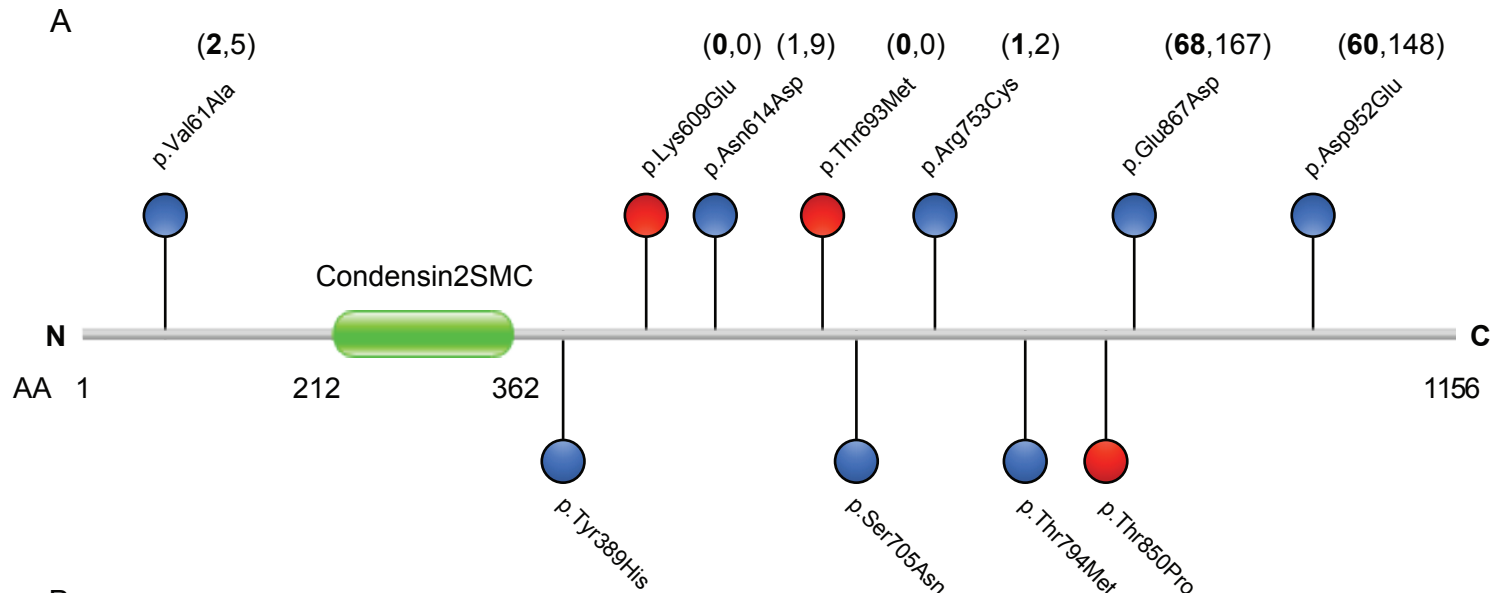 A
(2,5) (0,0) (1,9) (0,0) (1,2) (68,167) (60,148)
p.Val61Ala p.Lys609Glu p.Asn614Asp p.Thr693Met p.Arg753Cys p.Glu867Asp p.Asp952Glu
Condensin2SMC
N C
AA 1 212 362 1156
p.Tyr389His p.Ser705Asn p.Thr794Met p.Thr850Pro